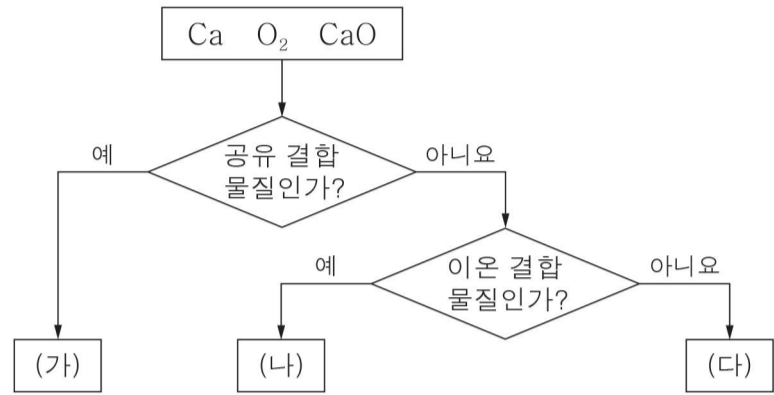 Ca O₂ CaO
예
공유 결합
물질인가?
아니요
예
이온 결합
물질인가?
아니요
(가)
(나)
(다)